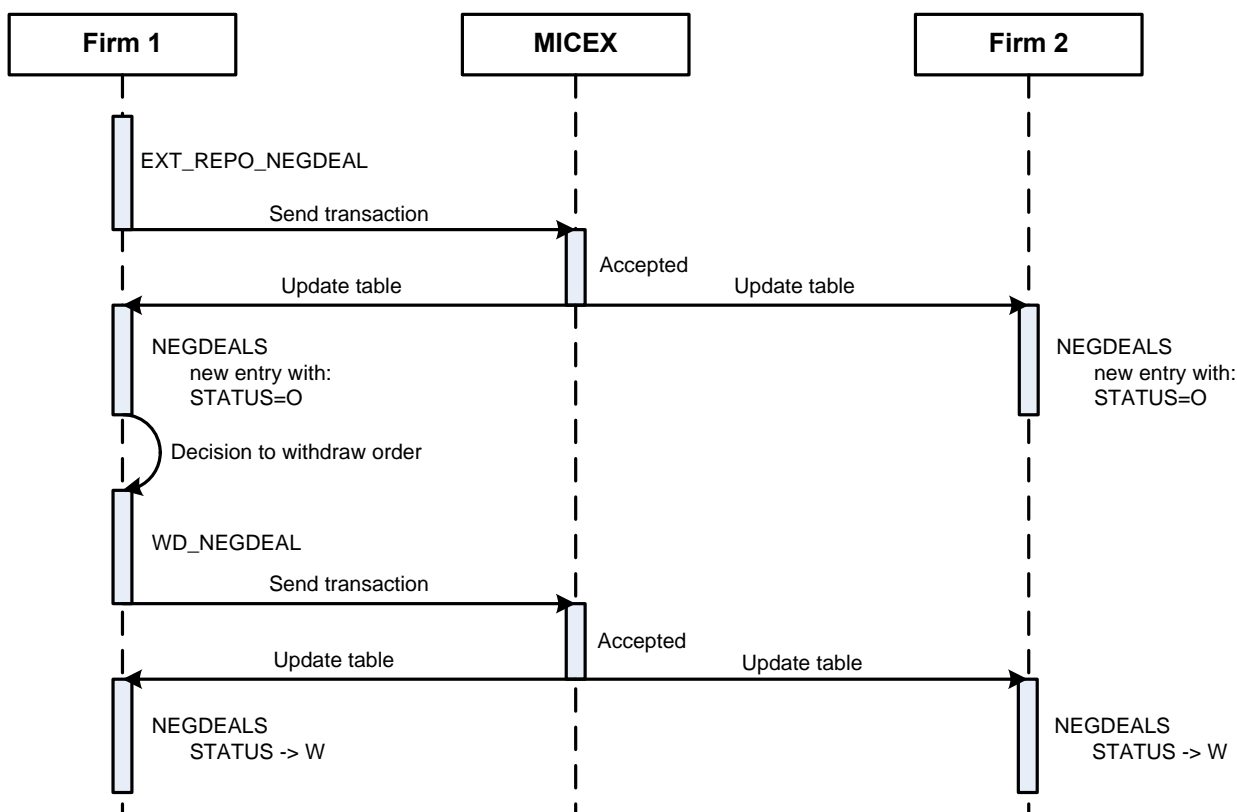 Firm 1
MICEX
Firm 2
EXT_REPO_NEGDEAL
Send transaction
Accepted
Update table
Update table
NEGDEALS
new entry with:
STATUS=O
NEGDEALS
new entry with:
STATUS=O
Decision to withdraw order
WD_NEGDEAL
Send transaction
Accepted
Update table
Update table
NEGDEALS
STATUS -> W
NEGDEALS
STATUS -> W